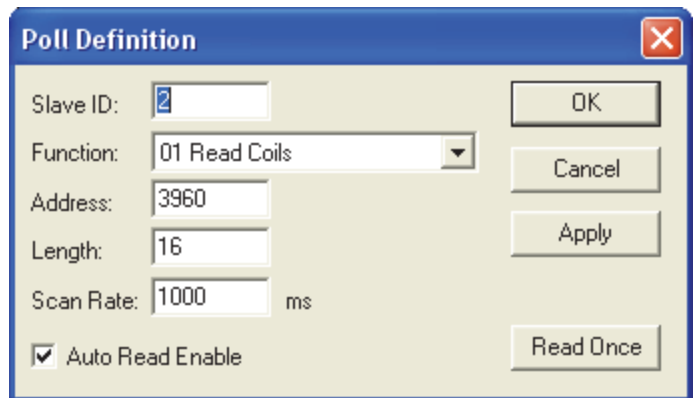 Poll Definition
Slave ID: 2
OK
Function: 01 Read Coils
Cancel
Address: 3960
Apply
Length: 16
Scan Rate: 1000 ms
Auto Read Enable
Read Once